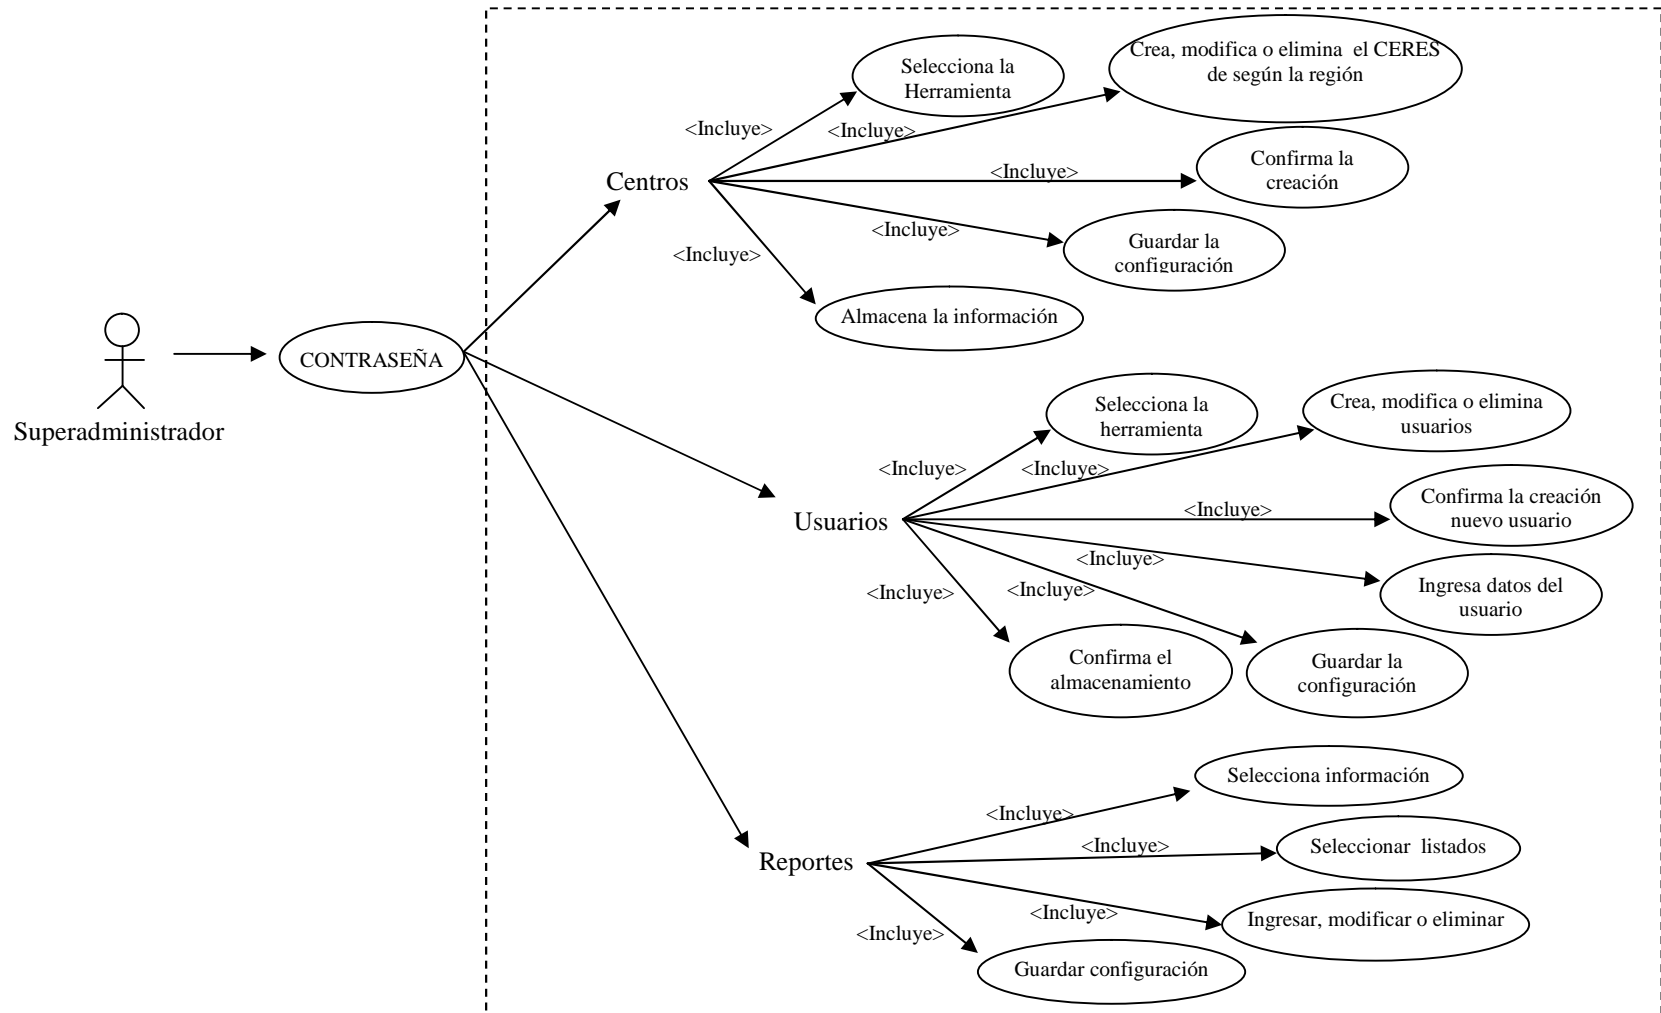 Selecciona la
Herramienta
Crea, modifica o elimina  el CERES
de según la región
<Incluye>
<Incluye>
Confirma la
creación
<Incluye>
Centros
<Incluye>
Guardar la
configuración
<Incluye>
Almacena la información
CONTRASEÑA
Superadministrador
Selecciona la
herramienta
Crea, modifica o elimina
usuarios
<Incluye>
<Incluye>
Confirma la creación
nuevo usuario
<Incluye>
Usuarios
<Incluye>
Ingresa datos del
usuario
<Incluye>
<Incluye>
Confirma el
almacenamiento
Guardar la
configuración
Selecciona información
<Incluye>
Seleccionar  listados
<Incluye>
Reportes
<Incluye>
Ingresar, modificar o eliminar
<Incluye>
Guardar configuración